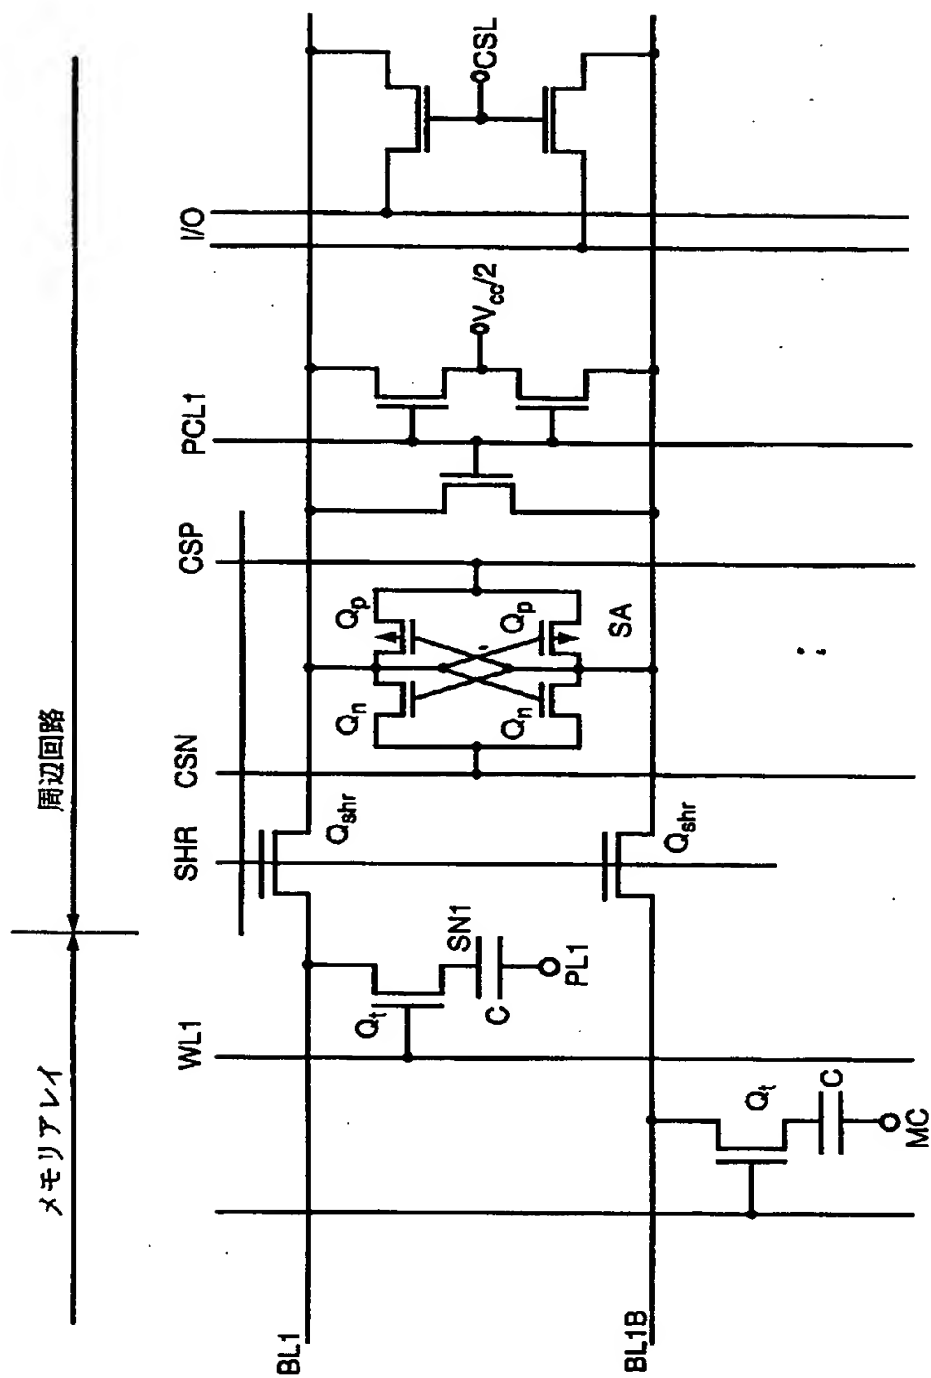 メモリアレイ
周辺回路
WL1
SHR
CSN
CSP
PCL1
I/O
BL1
Qt
SN1
C
PL1
Qshr
Qn
Qp
Qn
Qp
SA
Vcc/2
CSL
BL1B
Qt
C
MC
Qshr